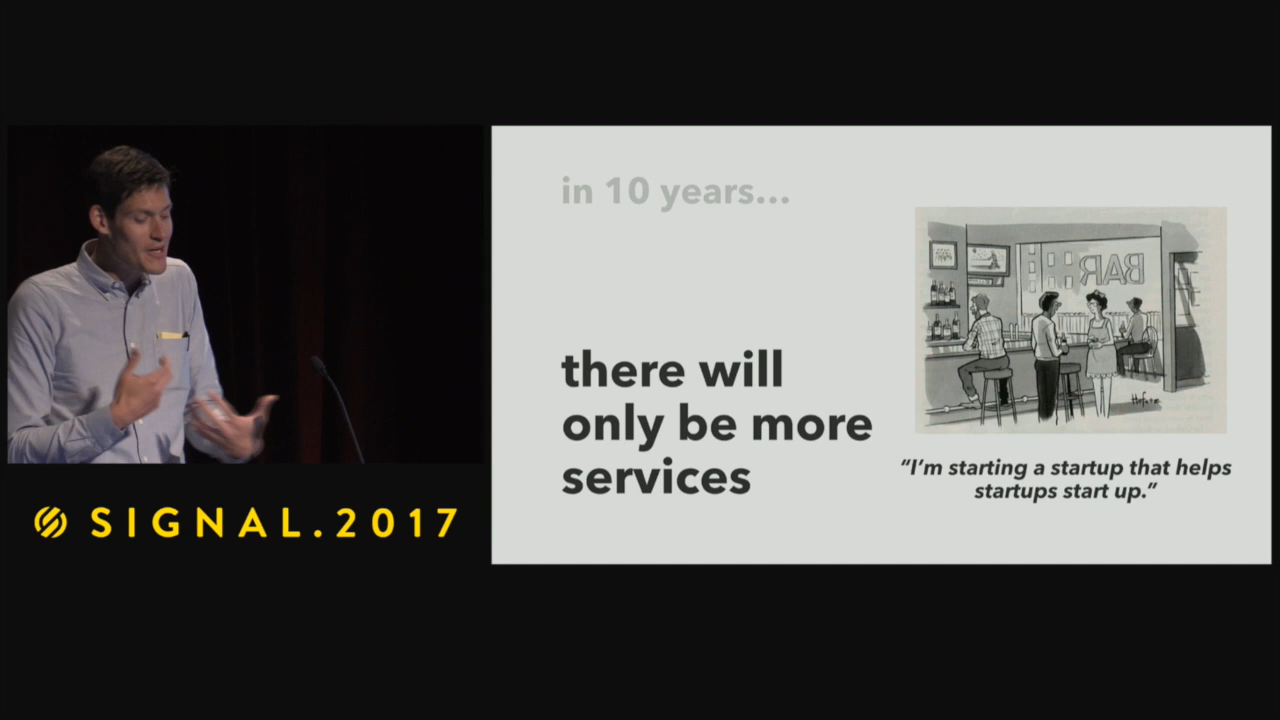 in 10 years...
there will
only be more
services
BAR
Hafeez
“I’m starting a startup that helps
startups start up.”
SIGNAL.2017